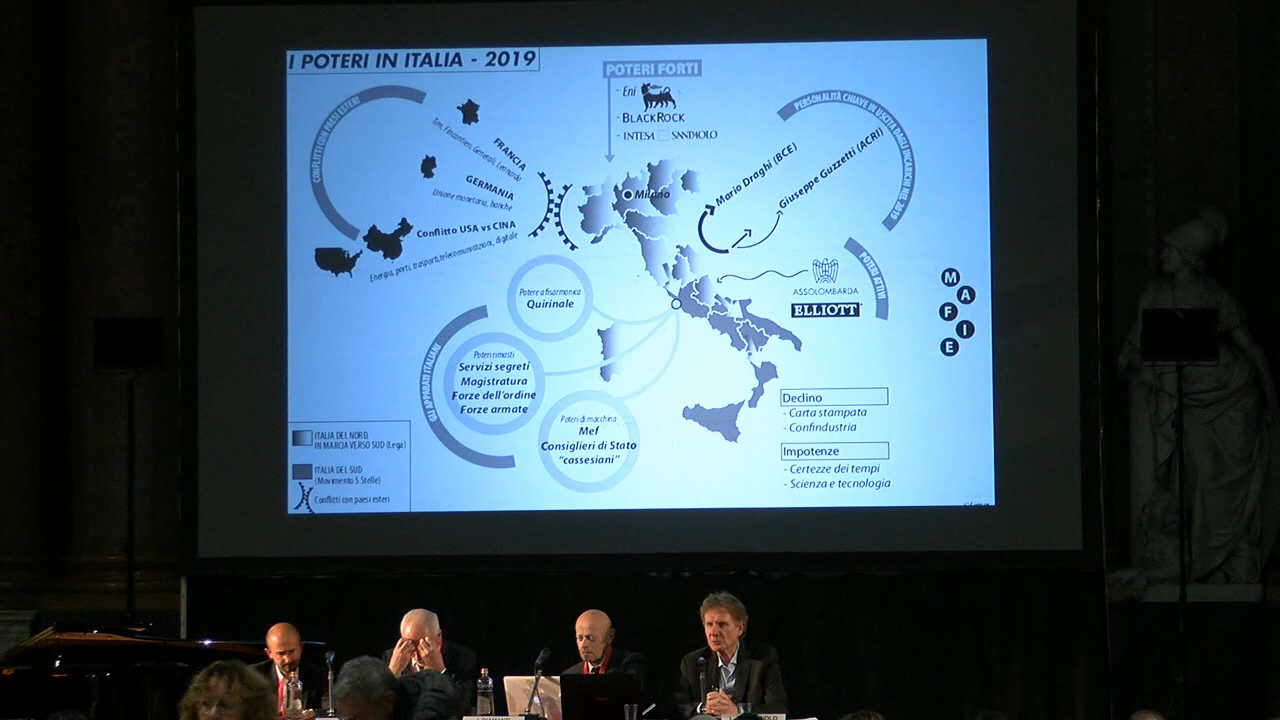 I POTERI IN ITALIA - 2019
POTERI FORTI
- Eni
- BLACKROCK
- INTESA SANPAOLO
CONFLITTI CON PAESI ESTERI
FRANCIA
Tim, Fincantieri, Generali, Leonardo
GERMANIA
Unione monetaria, banche
Conflitto USA vs CINA
Energia, porti, trasporti, telecomunicazioni, digitale
Milano
PERSONALITÀ CHIAVE IN USCITA DAGLI INCARICHI NEL 2019
Mario Draghi (BCE)
Giuseppe Guzzetti (ACRI)
POTERI ATTIVI
ASSOLOMBARDA
ELLIOTT
MAFIE
GLI APPARATI ITALIANI
Potere a fisarmonica
Quirinale
Poteri rimasti
Servizi segreti
Magistratura
Forze dell'ordine
Forze armate
Poteri di macchina
Mef
Consiglieri di Stato
"cassesiani"
Declino
- Carta stampata
- Confindustria
Impotenze
- Certezze dei tempi
- Scienza e tecnologia
ITALIA DEL NORD,
IN MARCIA VERSO SUD (Lega)
ITALIA DEL SUD
(Movimento 5 Stelle)
Conflitti con paesi esteri